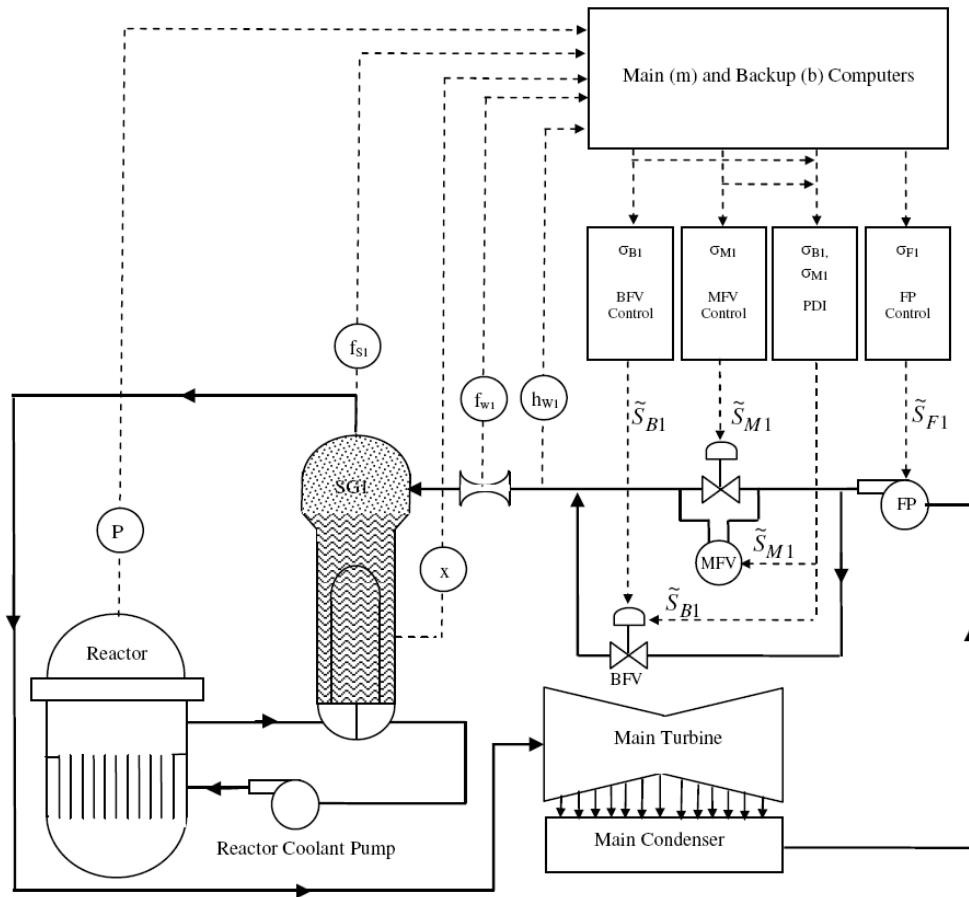 Main (m) and Backup (b) Computers
σB1
BFV
Control
σM1
MFV
Control
σB1,
σM1
PDI
σF1
FP
Control
fS1
fw1
hW1
S̃B1
S̃M1
S̃F1
SG1
FP
P
x
MFV
S̃M1
S̃B1
BFV
Reactor
Main Turbine
Main Condenser
Reactor Coolant Pump